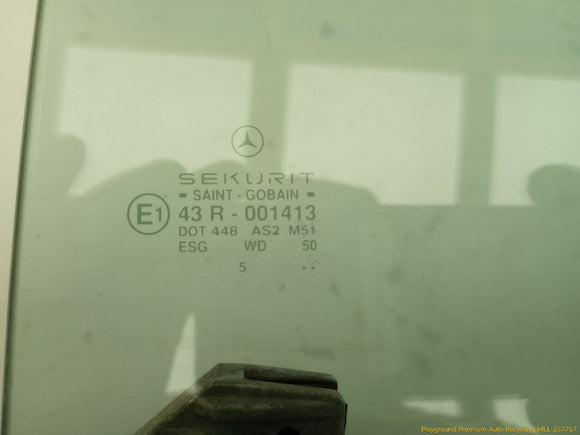 SEKURIT
SAINT - GOBAIN
E1 43 R - 001413
DOT 448 AS2 M51
ESG WD 50
5 ..
Playground Premium Auto Recycling MLL-257757